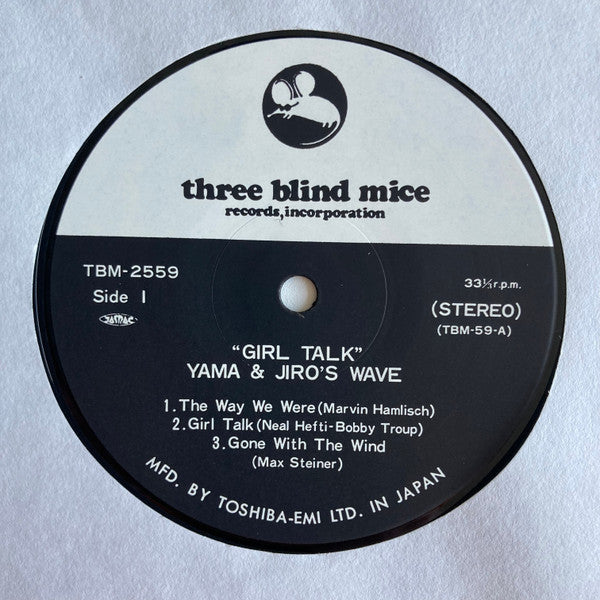 three blind mice
records, incorporation
TBM-2559
Side I
JASRAC
33⅓ r.p.m.
(STEREO)
(TBM-59-A)
"GIRL TALK"
YAMA & JIRO'S WAVE
1. The Way We Were (Marvin Hamlisch)
2. Girl Talk (Neal Hefti-Bobby Troup)
3. Gone With The Wind
(Max Steiner)
MFD. BY TOSHIBA-EMI LTD. IN JAPAN